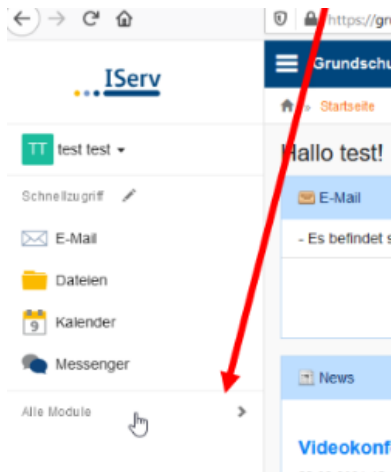 https://gr
IServ
Grundschu
Startseite
TT test test
Hallo test!
Schnellzugriff
E-Mail
E-Mail
- Es befindet s
Dateien
9 Kalender
Messenger
News
Alle Module
Videokonf